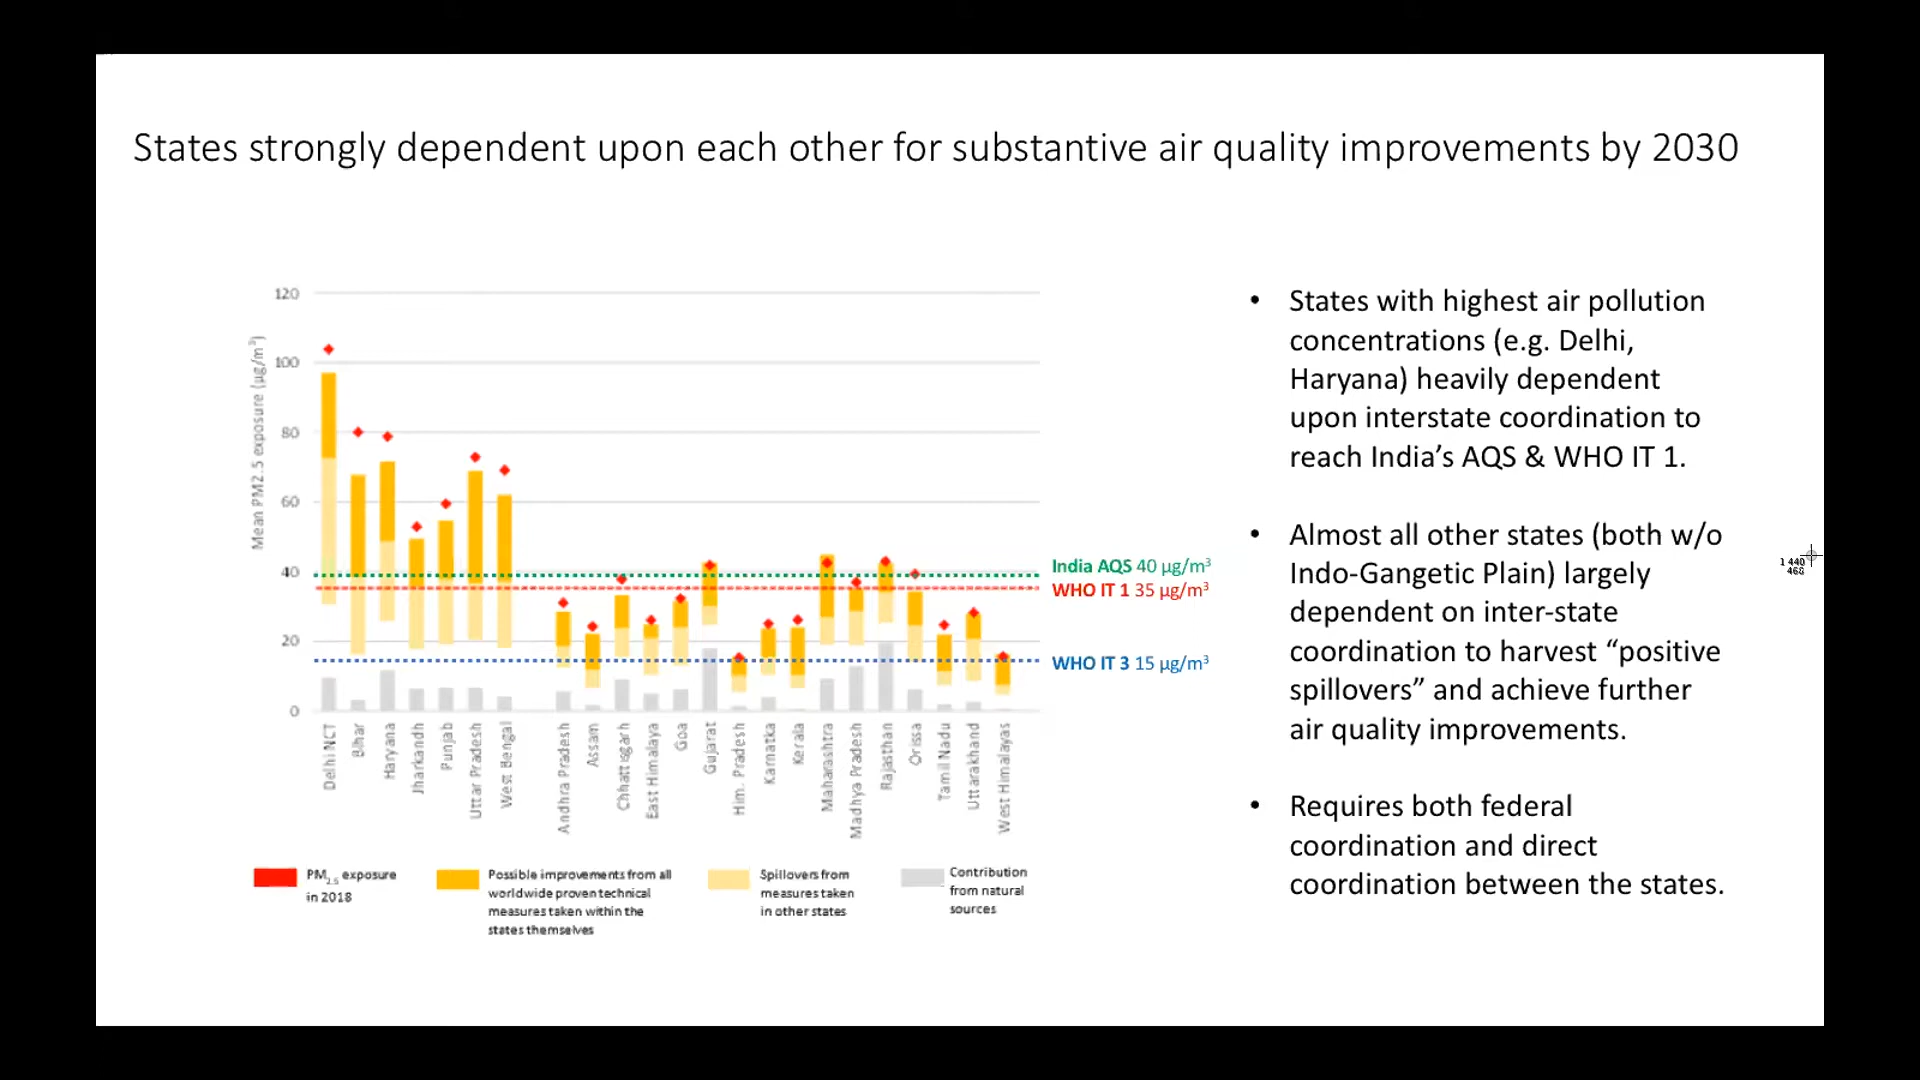 States strongly dependent upon each other for substantive air quality improvements by 2030
Mean PM2.5 exposure (µg/m³)
120
100
80
60
40
20
0
India AQS 40 µg/m³
WHO IT 1 35 µg/m³
WHO IT 3 15 µg/m³
Delhi NCT
Bihar
Haryana
Jharkandh
Punjab
Uttar Pradesh
West Bengal
Andhra Pradesh
Assam
Chhattisgarh
East Himalaya
Goa
Gujarat
Him. Pradesh
Karnatka
Kerala
Maharashtra
Madhya Pradesh
Rajasthan
Orissa
Tamil Nadu
Uttarakhand
West Himalayas
PM2.5 exposure
in 2018
Possible improvements from all
worldwide proven technical
measures taken within the
states themselves
Spillovers from
measures taken
in other states
Contribution
from natural
sources
• States with highest air pollution
concentrations (e.g. Delhi,
Haryana) heavily dependent
upon interstate coordination to
reach India’s AQS & WHO IT 1.
• Almost all other states (both w/o
Indo-Gangetic Plain) largely
dependent on inter-state
coordination to harvest “positive
spillovers” and achieve further
air quality improvements.
• Requires both federal
coordination and direct
coordination between the states.
1 440
468